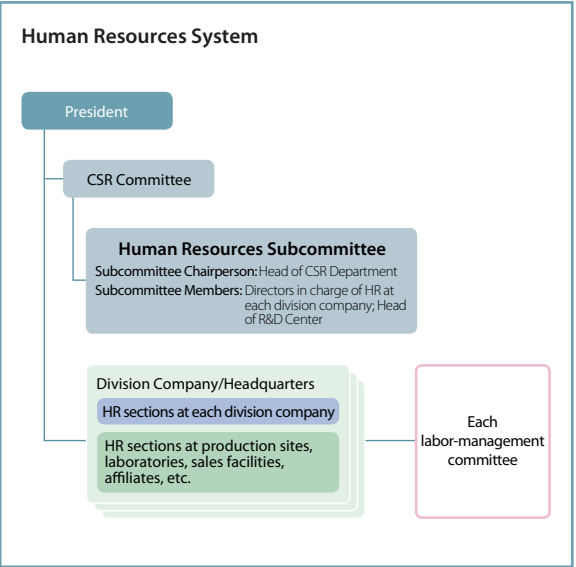 Human Resources System
President
CSR Committee
Human Resources Subcommittee
Subcommittee Chairperson: Head of CSR Department
Subcommittee Members: Directors in charge of HR at
each division company; Head
of R&D Center
Division Company/Headquarters
HR sections at each division company
HR sections at production sites,
laboratories, sales facilities,
affiliates, etc.
Each
labor-management
committee